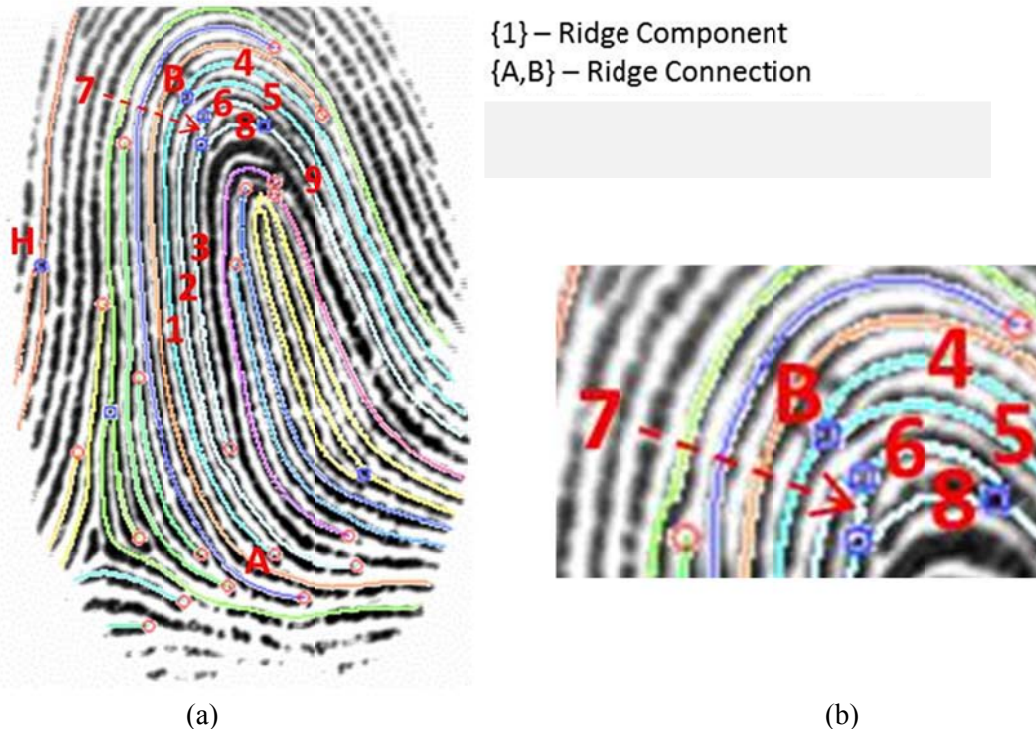 {1} – Ridge Component
{A,B} – Ridge Connection
7
B
4
6
5
8
9
H
3
2
1
A
B
4
7
6
5
8
(a)
(b)